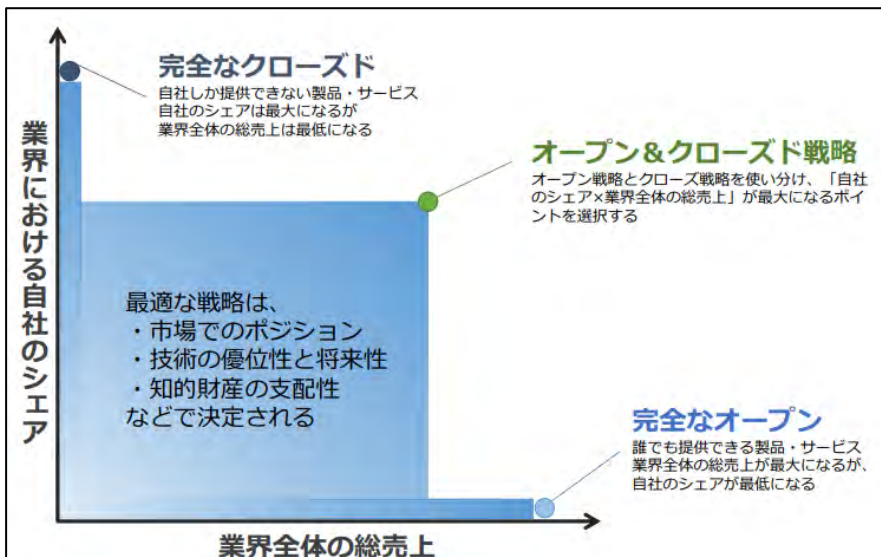 完全なクローズド
自社しか提供できない製品・サービス
自社のシェアは最大になるが
業界全体の総売上は最低になる
オープン＆クローズド戦略
オープン戦略とクローズ戦略を使い分け、「自社
のシェア×業界全体の総売上」が最大になるポイ
ントを選択する
業界における自社のシェア
最適な戦略は、
・市場でのポジション
・技術の優位性と将来性
・知的財産の支配性
などで決定される
完全なオープン
誰でも提供できる製品・サービス
業界全体の総売上が最大になるが、
自社のシェアが最低になる
業界全体の総売上